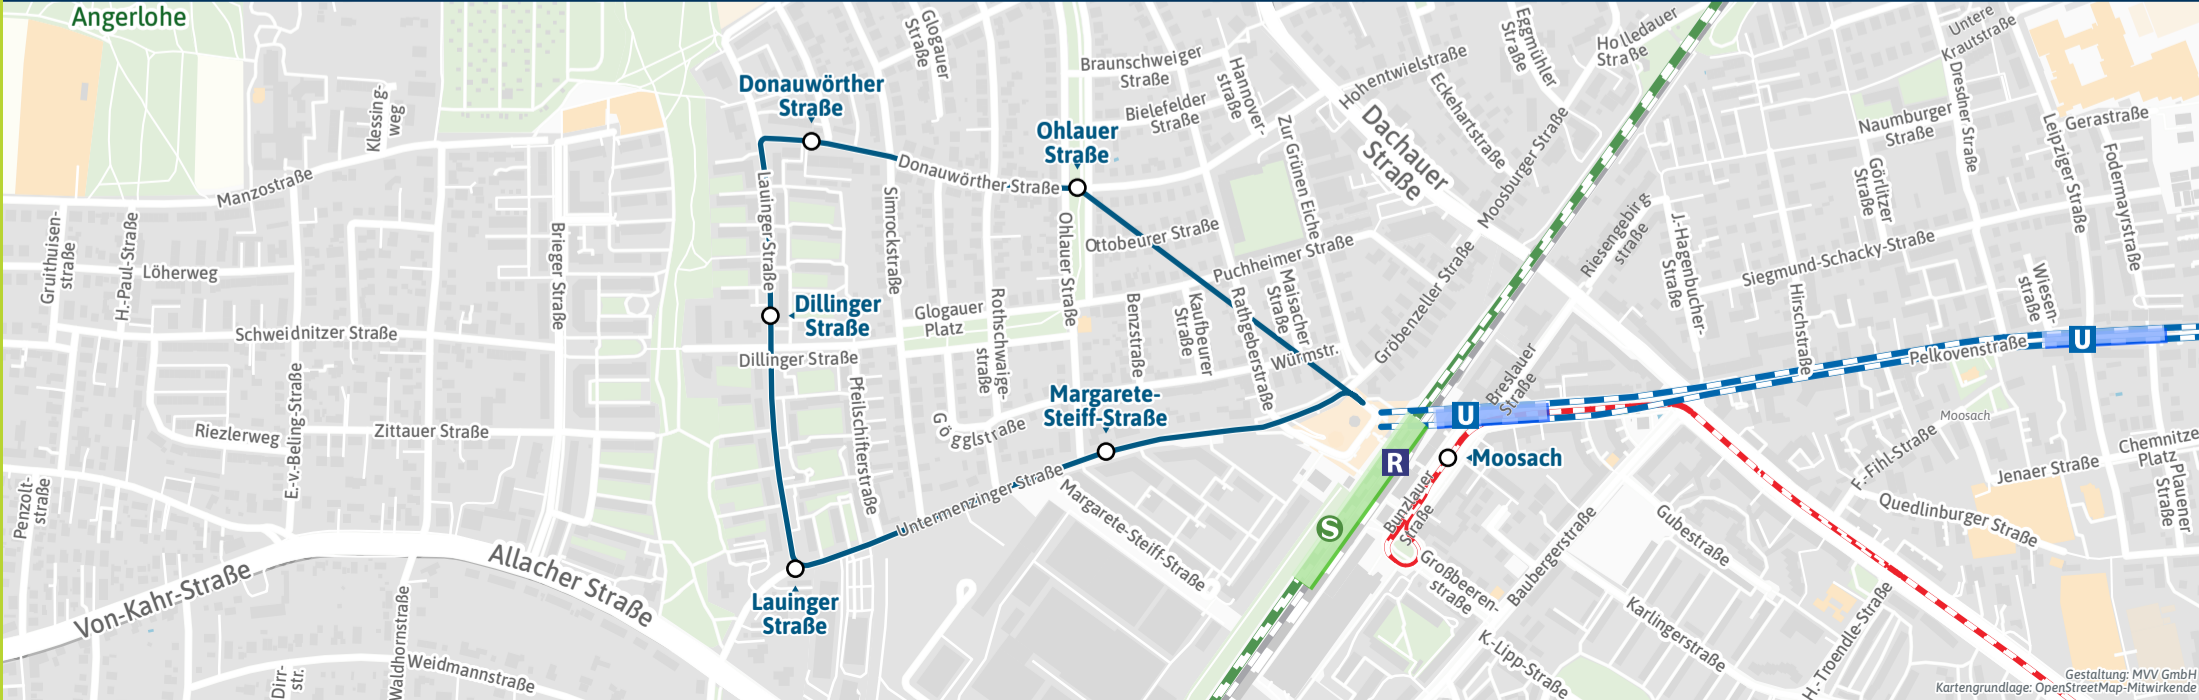 Angerlohe
Klessing-
weg
Manzostraße
Gruithuisen-
straße
H.-Paul-Straße
Löherweg
Schweidnitzer Straße
E.-v.-Beling-Straße
Riezlerweg
Zittauer Straße
Brieger Straße
Penzolt-
straße
Von-Kahr-Straße
Allacher Straße
Dirr-
str.
Waldhornstraße
Weidmannstraße
Donauwörther
Straße
Glogauer
Straße
Donauwörther Straße
Lauinger Straße
Simrockstraße
Dillinger
Straße
Dillinger Straße
Pfeilschifterstraße
Glogauer
Platz
Rothschwaige-
straße
Gögglstraße
Lauinger
Straße
Untermenzinger Straße
Ohlauer
Straße
Ohlauer Straße
Braunschweiger
Straße
Bielefelder
Straße
Hannover-
straße
Zur Grünen Eiche
Ottobeurer Straße
Puchheimer Straße
Benzstraße
Kaufbeurer
Straße
Rathgeberstraße
Maisacher
Straße
Würmstr.
Margarete-
Steiff-Straße
Margarete-Steiff-Straße
Hohentwielstraße
Eckehartstraße
Eggmühler
Straße
Holledauer
Straße
Dachauer
Straße
Moosburger Straße
Gröbenzeller Straße
Riesengebirg
straße
J.-Hagenbucher-
Straße
Breslauer
Straße
U
R
Moosach
S
Bunzlauer
Straße
Großbeeren-
straße
Baubergerstraße
K.-Lipp-Straße
Gubestraße
Karlingerstraße
H.-Troendle-Straße
Untere
Krautstraße
Dresdner Straße
Naumburger
Straße
Görlitzer
Straße
Leipziger Straße
Gerastraße
Fodermayrstraße
Siegmund-Schacky-Straße
Hirschstraße
Wiesen-
straße
Pelkovenstraße
U
Moosach
F.-Fihl-Straße
Jenaer Straße
Quedlinburger Straße
Chemnitze
Platz
Plauener
Straße
Gestaltung: MVV GmbH
Kartengrundlage: OpenStreetMap-Mitwirkende